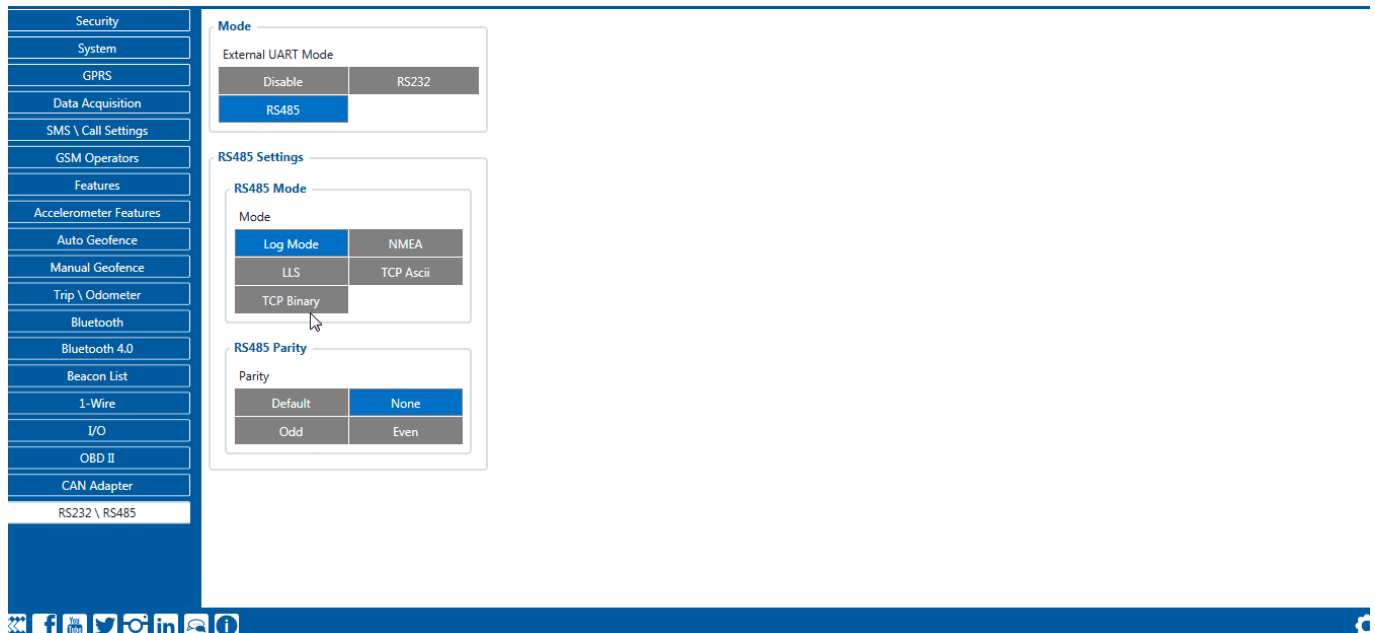 Security
System
GPRS
Data Acquisition
SMS \ Call Settings
GSM Operators
Features
Accelerometer Features
Auto Geofence
Manual Geofence
Trip \ Odometer
Bluetooth
Bluetooth 4.0
Beacon List
1-Wire
I/O
OBD II
CAN Adapter
RS232 \ RS485
Mode
External UART Mode
Disable RS232
RS485
RS485 Settings
RS485 Mode
Mode
Log Mode NMEA
LLS TCP Ascii
TCP Binary
RS485 Parity
Parity
Default None
Odd Even
You Tube